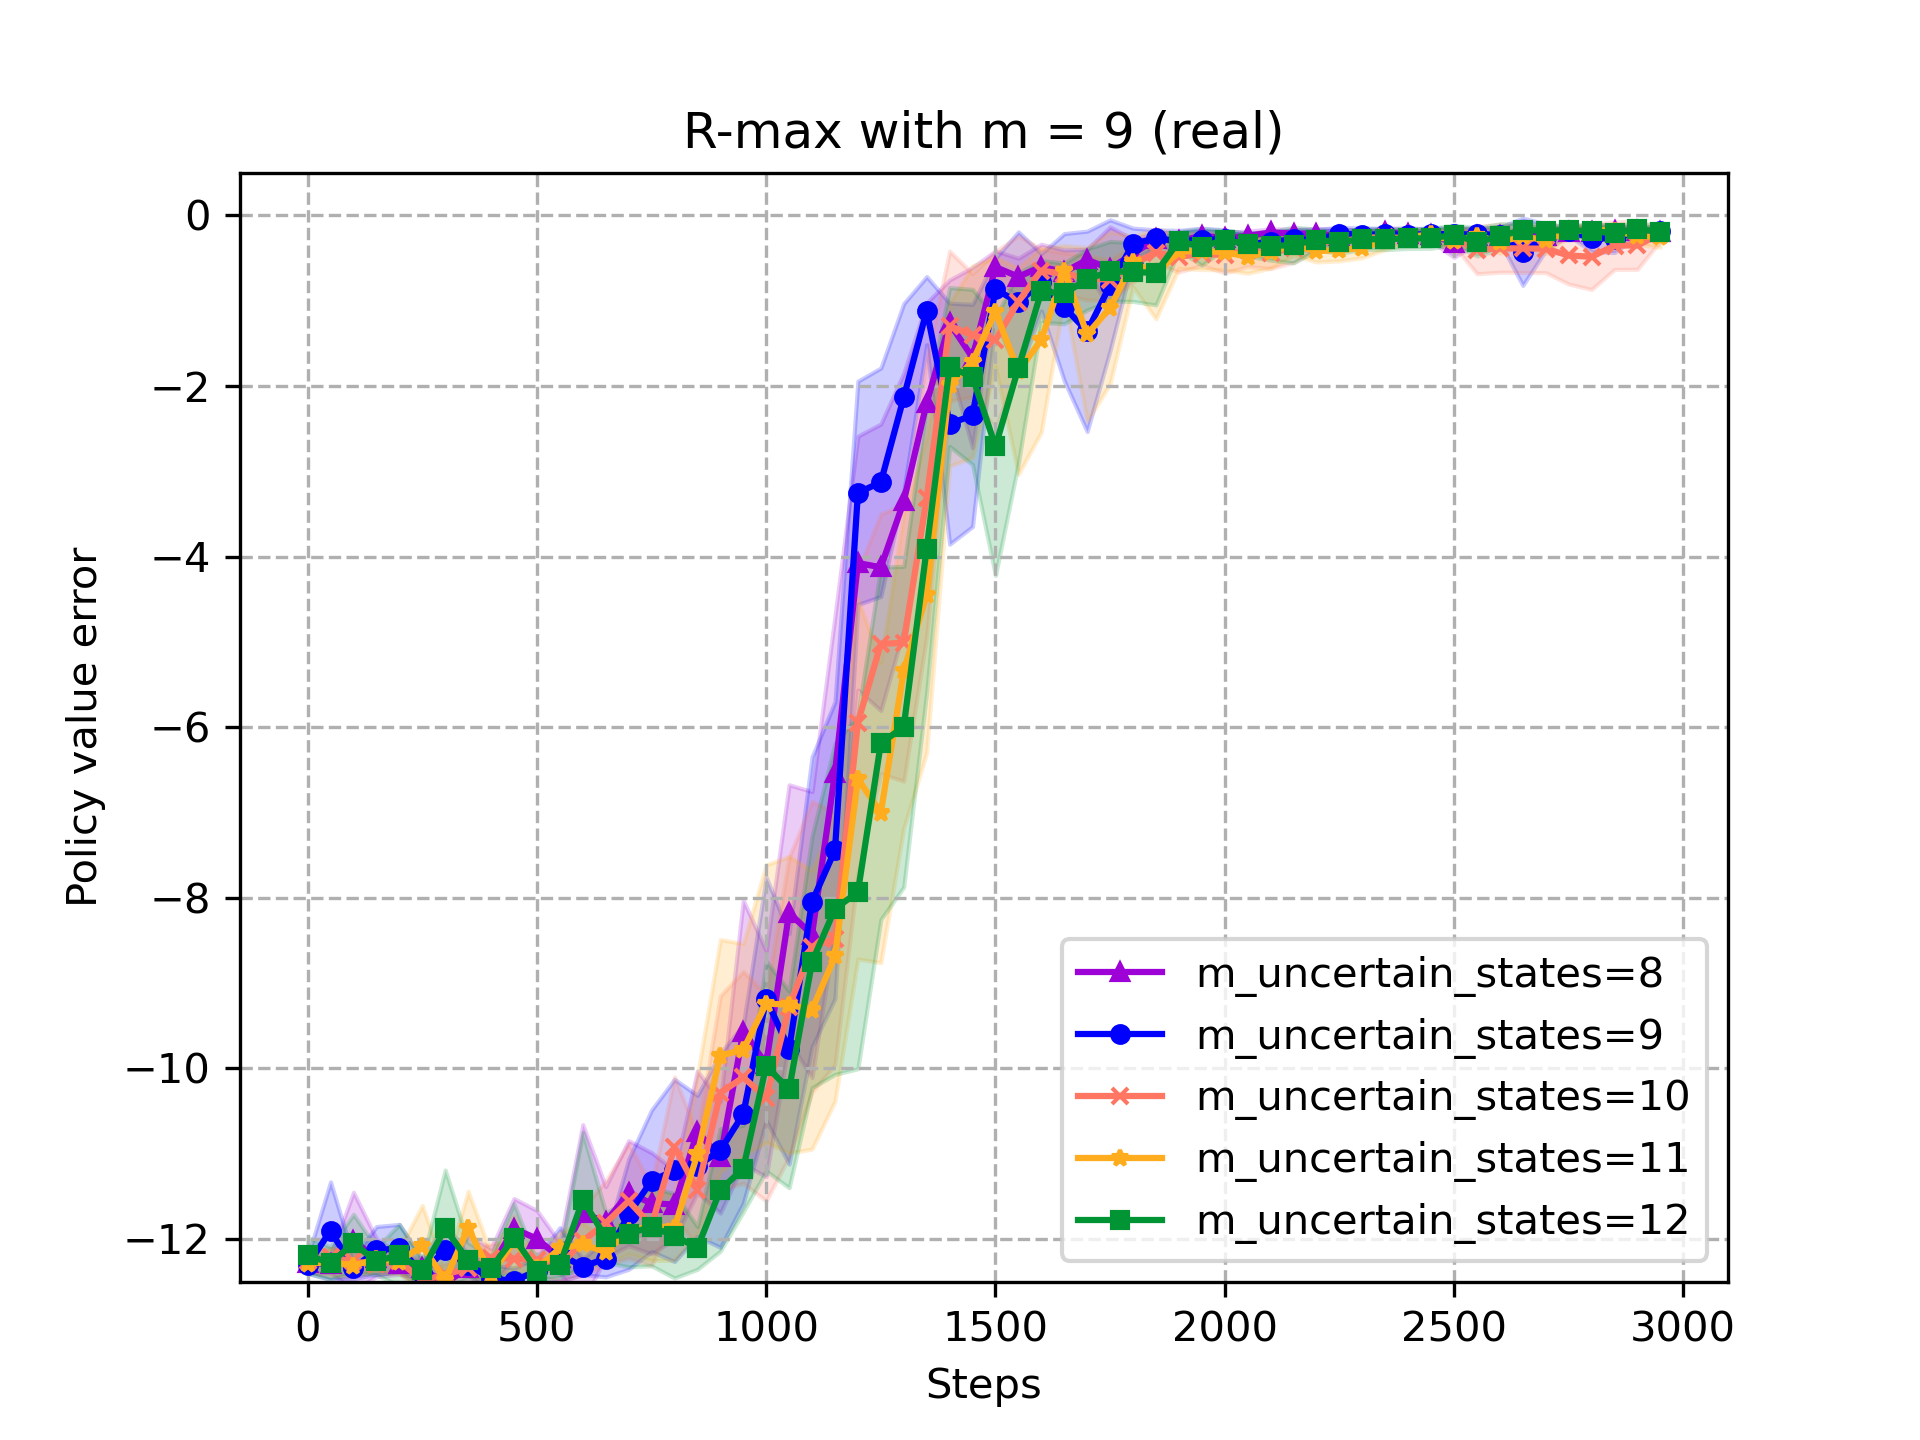 R-max with m = 9 (real)
Policy value error
0
−2
−4
−6
−8
−10
−12
m_uncertain_states=8
m_uncertain_states=9
m_uncertain_states=10
m_uncertain_states=11
m_uncertain_states=12
0 500 1000 1500 2000 2500 3000
Steps